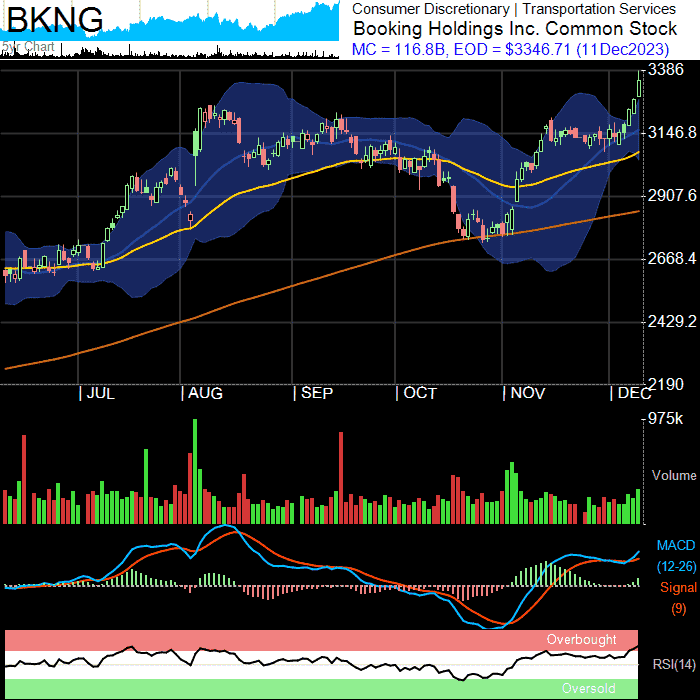 BKNG
5yr Chart
Consumer Discretionary | Transportation Services
Booking Holdings Inc. Common Stock
MC = 116.8B, EOD = $3346.71 (11Dec2023)
3386
3146.8
2907.6
2668.4
2429.2
2190
JUL AUG SEP OCT NOV DEC
975k
Volume
MACD
(12-26)
Signal
(9)
Overbought
RSI(14)
Oversold